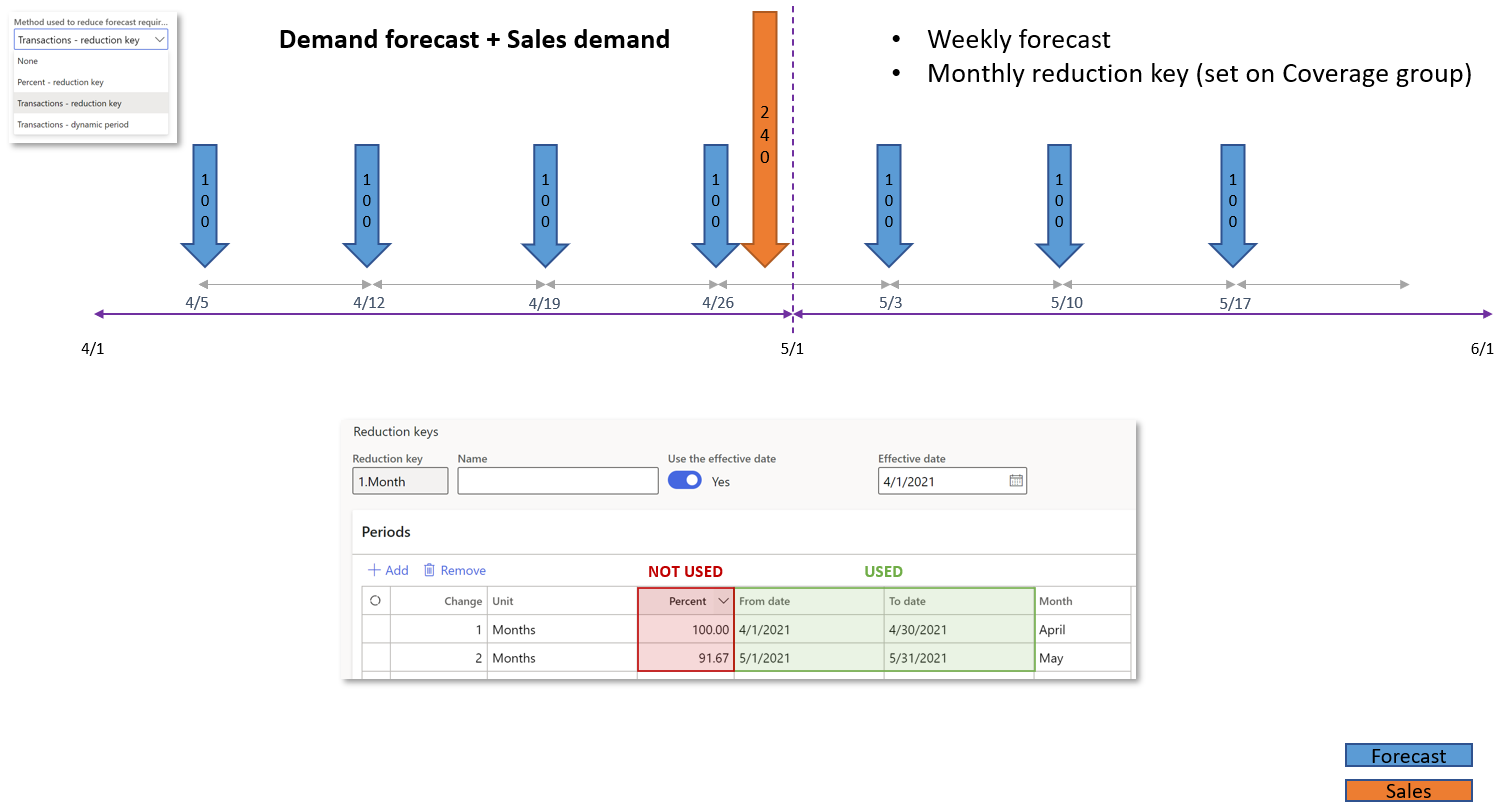 Method used to reduce forecast requir...
Transactions - reduction key
None
Percent - reduction key
Transactions - reduction key
Transactions - dynamic period
Demand forecast + Sales demand
• Weekly forecast
• Monthly reduction key (set on Coverage group)
100
100
100
100
240
100
100
100
4/5 4/12 4/19 4/26 5/3 5/10 5/17
4/1 5/1 6/1
Reduction keys
Reduction key Name Use the effective date Effective date
1.Month Yes 4/1/2021
Periods
+ Add Remove NOT USED USED
Change Unit Percent From date To date Month
1 Months 100.00 4/1/2021 4/30/2021 April
2 Months 91.67 5/1/2021 5/31/2021 May
Forecast
Sales